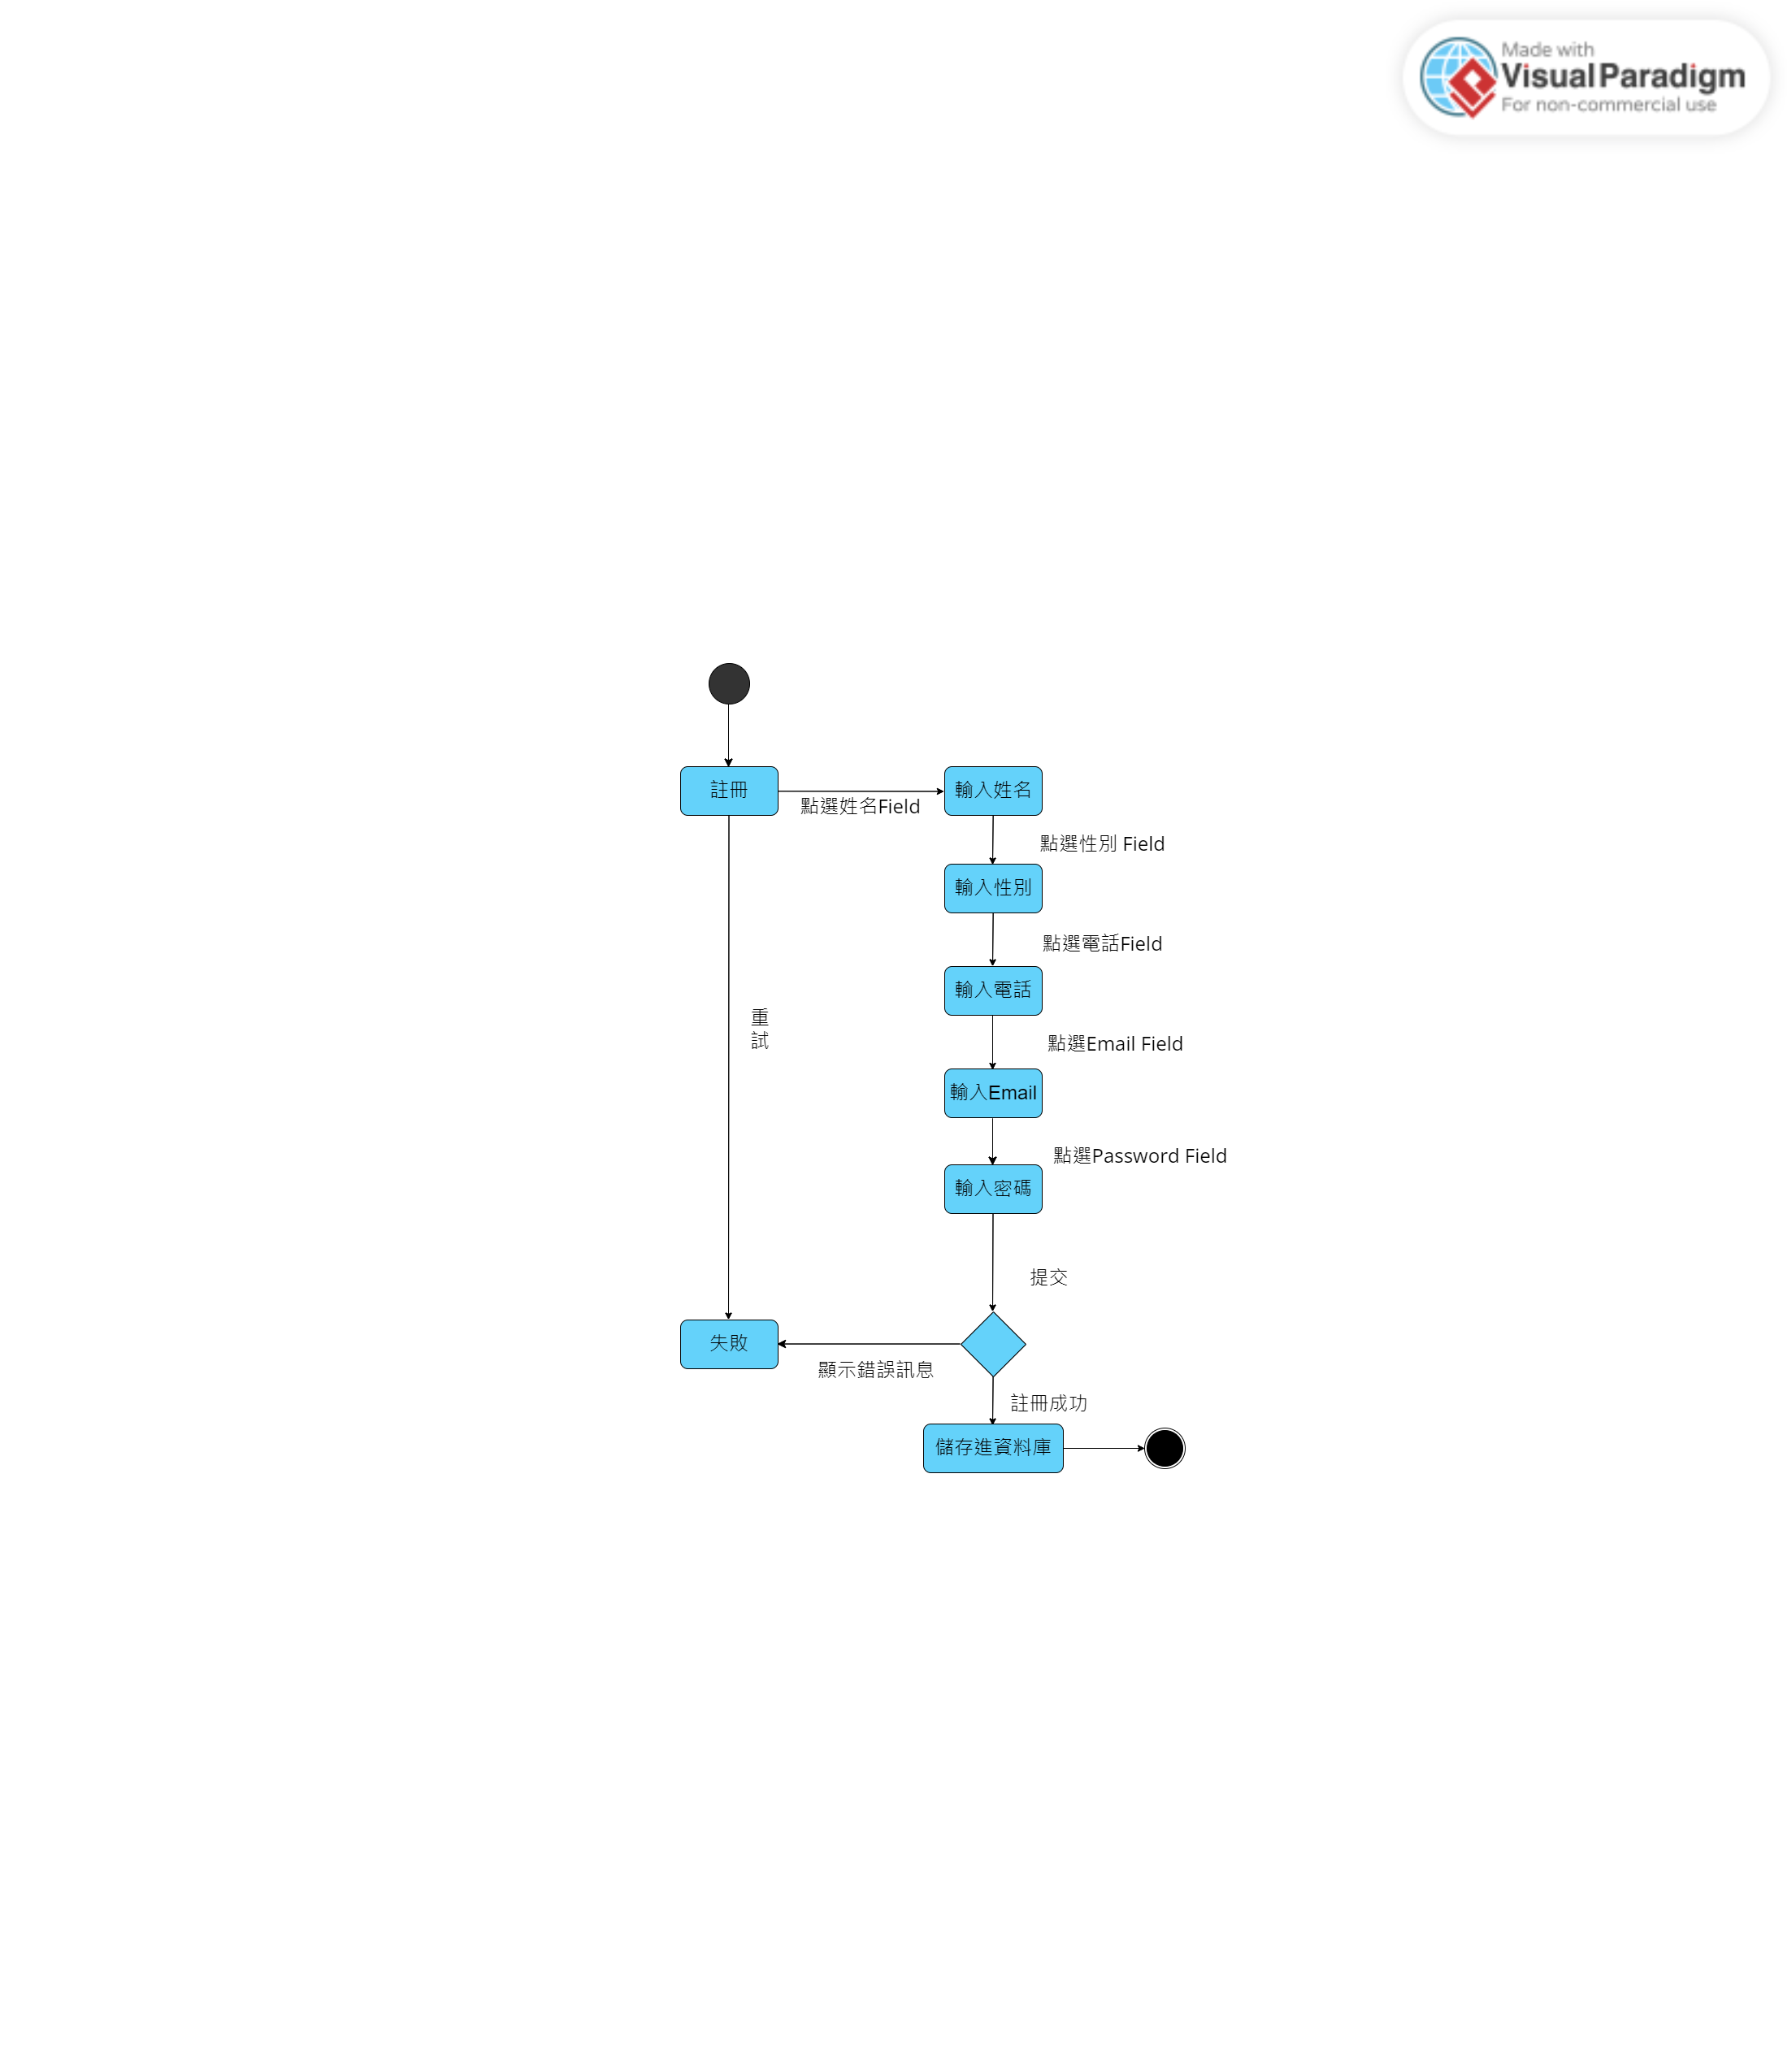 Made with
Visual Paradigm
For non-commercial use
註冊
點選姓名Field
輸入姓名
點選性別 Field
輸入性別
點選電話Field
輸入電話
重
試
點選Email Field
輸入Email
點選Password Field
輸入密碼
提交
失敗
顯示錯誤訊息
註冊成功
儲存進資料庫